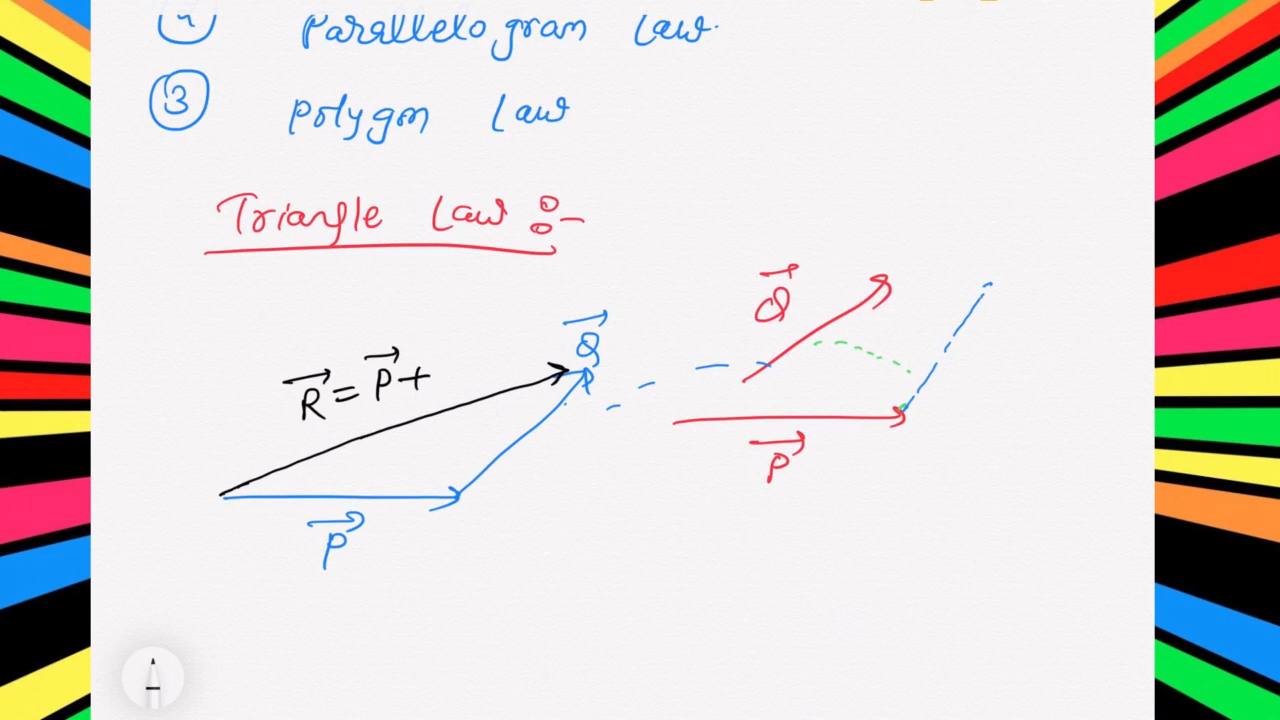 Parallelogram Law.
3 Polygon Law
Triangle Law :-
Q
Q
R = P +
P
P